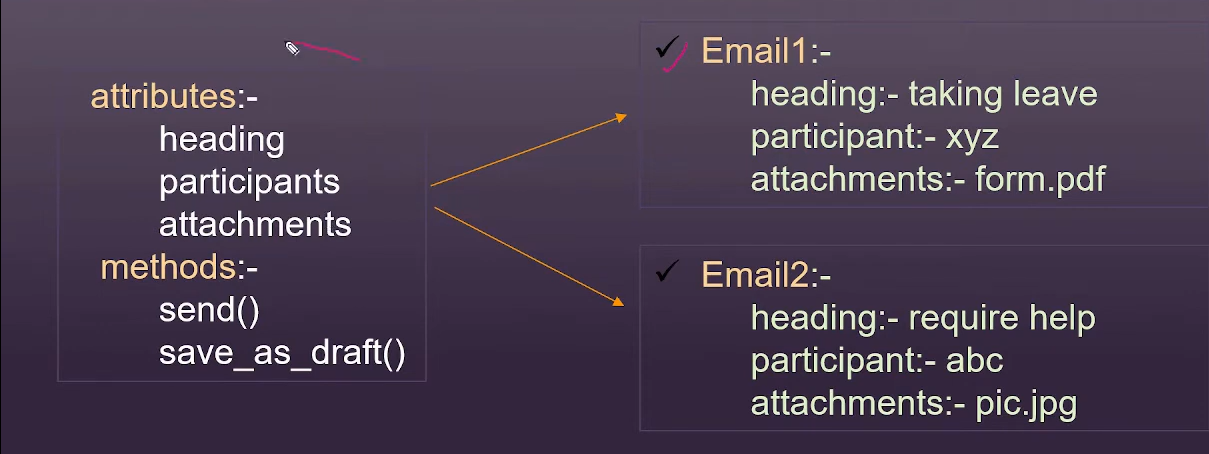 attributes:-
heading
participants
attachments
methods:-
send()
save_as_draft()
Email1:-
heading:- taking leave
participant:- xyz
attachments:- form.pdf
Email2:-
heading:- require help
participant:- abc
attachments:- pic.jpg